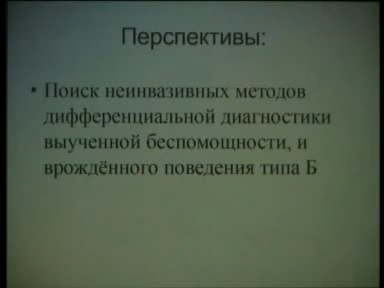 Перспективы:
• Поиск неинвазивных методов
дифференциальной диагностики
выученной беспомощности, и
врождённого поведения типа Б